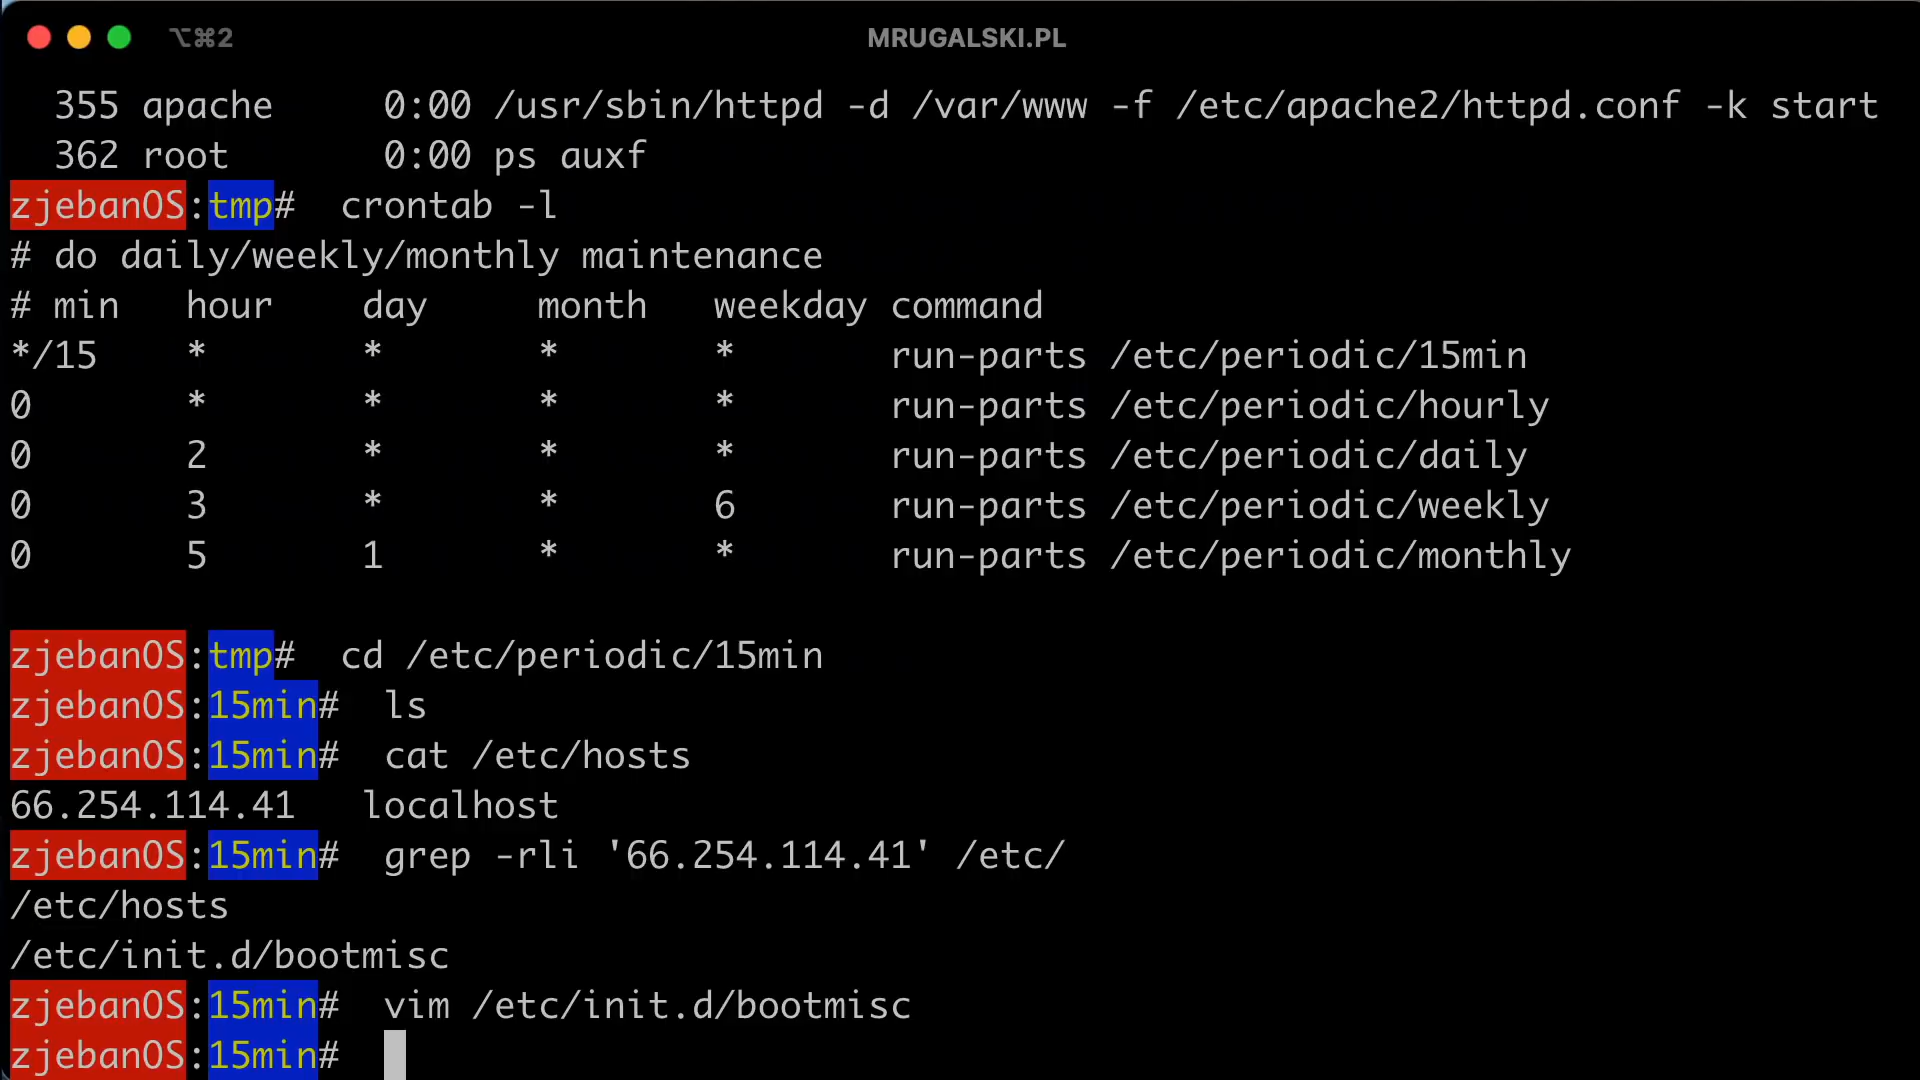 ⌥⌘2 MRUGALSKI.PL
355 apache 0:00 /usr/sbin/httpd -d /var/www -f /etc/apache2/httpd.conf -k start
362 root 0:00 ps auxf
zjebanOS:tmp# crontab -l
# do daily/weekly/monthly maintenance
# min hour day month weekday command
*/15 * * * * run-parts /etc/periodic/15min
0 * * * * run-parts /etc/periodic/hourly
0 2 * * * run-parts /etc/periodic/daily
0 3 * * 6 run-parts /etc/periodic/weekly
0 5 1 * * run-parts /etc/periodic/monthly
zjebanOS:tmp# cd /etc/periodic/15min
zjebanOS:15min# ls
zjebanOS:15min# cat /etc/hosts
66.254.114.41 localhost
zjebanOS:15min# grep -rli '66.254.114.41' /etc/
/etc/hosts
/etc/init.d/bootmisc
zjebanOS:15min# vim /etc/init.d/bootmisc
zjebanOS:15min#